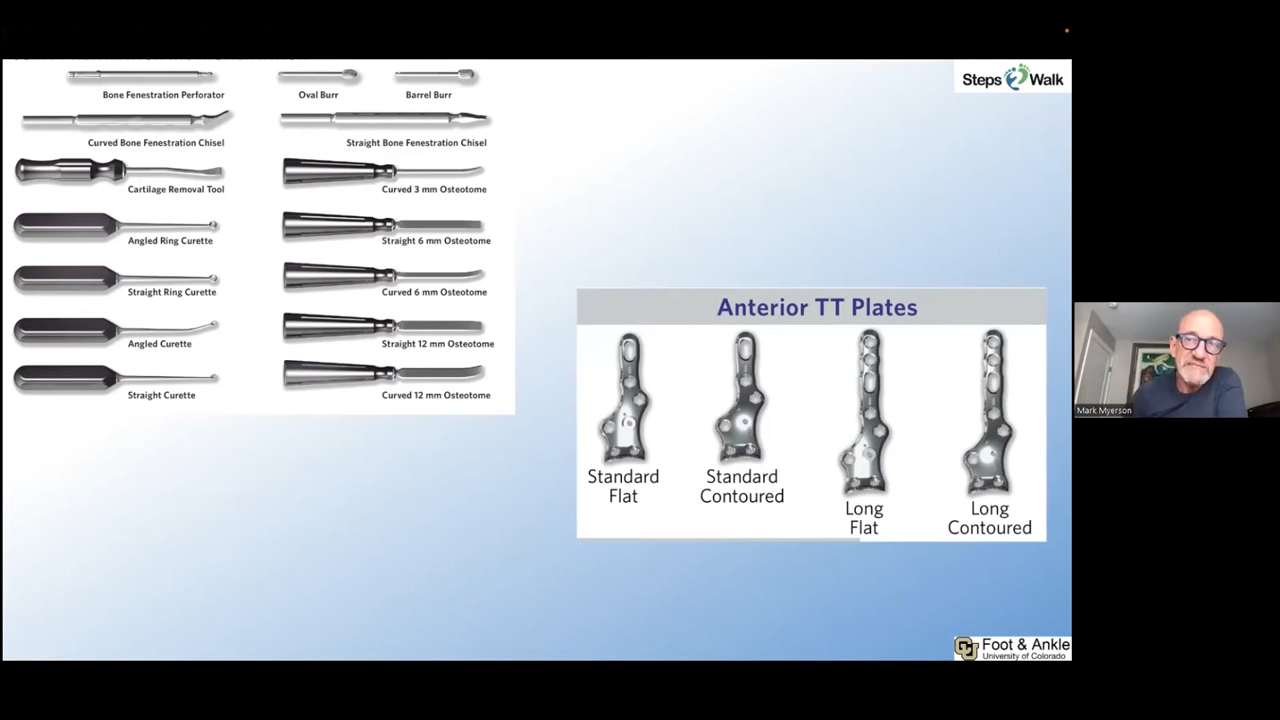 Bone Fenestration Perforator
Oval Burr
Barrel Burr
Curved Bone Fenestration Chisel
Straight Bone Fenestration Chisel
Cartilage Removal Tool
Curved 3 mm Osteotome
Angled Ring Curette
Straight 6 mm Osteotome
Straight Ring Curette
Curved 6 mm Osteotome
Angled Curette
Straight 12 mm Osteotome
Straight Curette
Curved 12 mm Osteotome
Steps2Walk
Anterior TT Plates
Standard
Flat
Standard
Contoured
Long
Flat
Long
Contoured
Mark Myerson
CU Foot & Ankle
University of Colorado